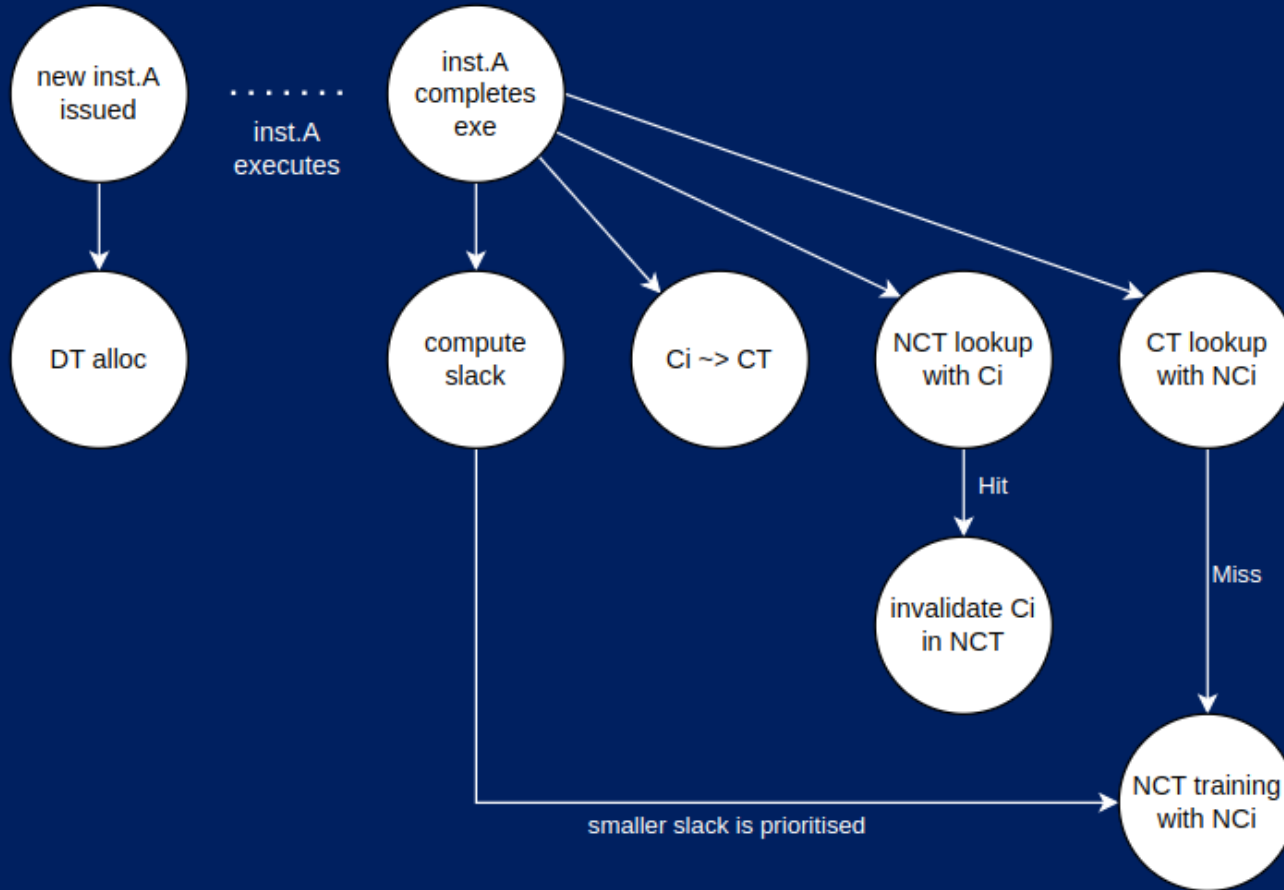 new inst.A
issued
.......
inst.A
executes
inst.A
completes
exe
DT alloc
compute
slack
Ci ~> CT
NCT lookup
with Ci
CT lookup
with NCi
Hit
Miss
invalidate Ci
in NCT
NCT training
with NCi
smaller slack is prioritised